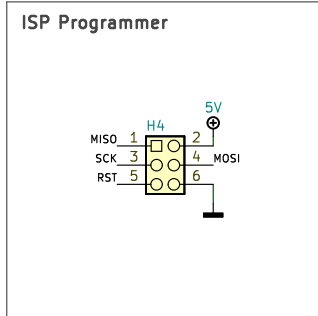 ISP Programmer
5V
H4
MISO 1 2
SCK 3 4 MOSI
RST 5 6